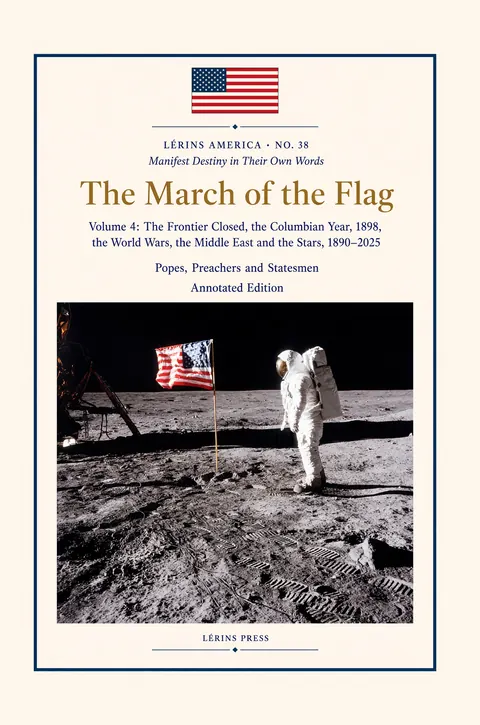 LÉRINS AMERICA • NO. 38
Manifest Destiny in Their Own Words
The March of the Flag
Volume 4: The Frontier Closed, the Columbian Year, 1898,
the World Wars, the Middle East and the Stars, 1890–2025
Popes, Preachers and Statesmen
Annotated Edition
LÉRINS PRESS